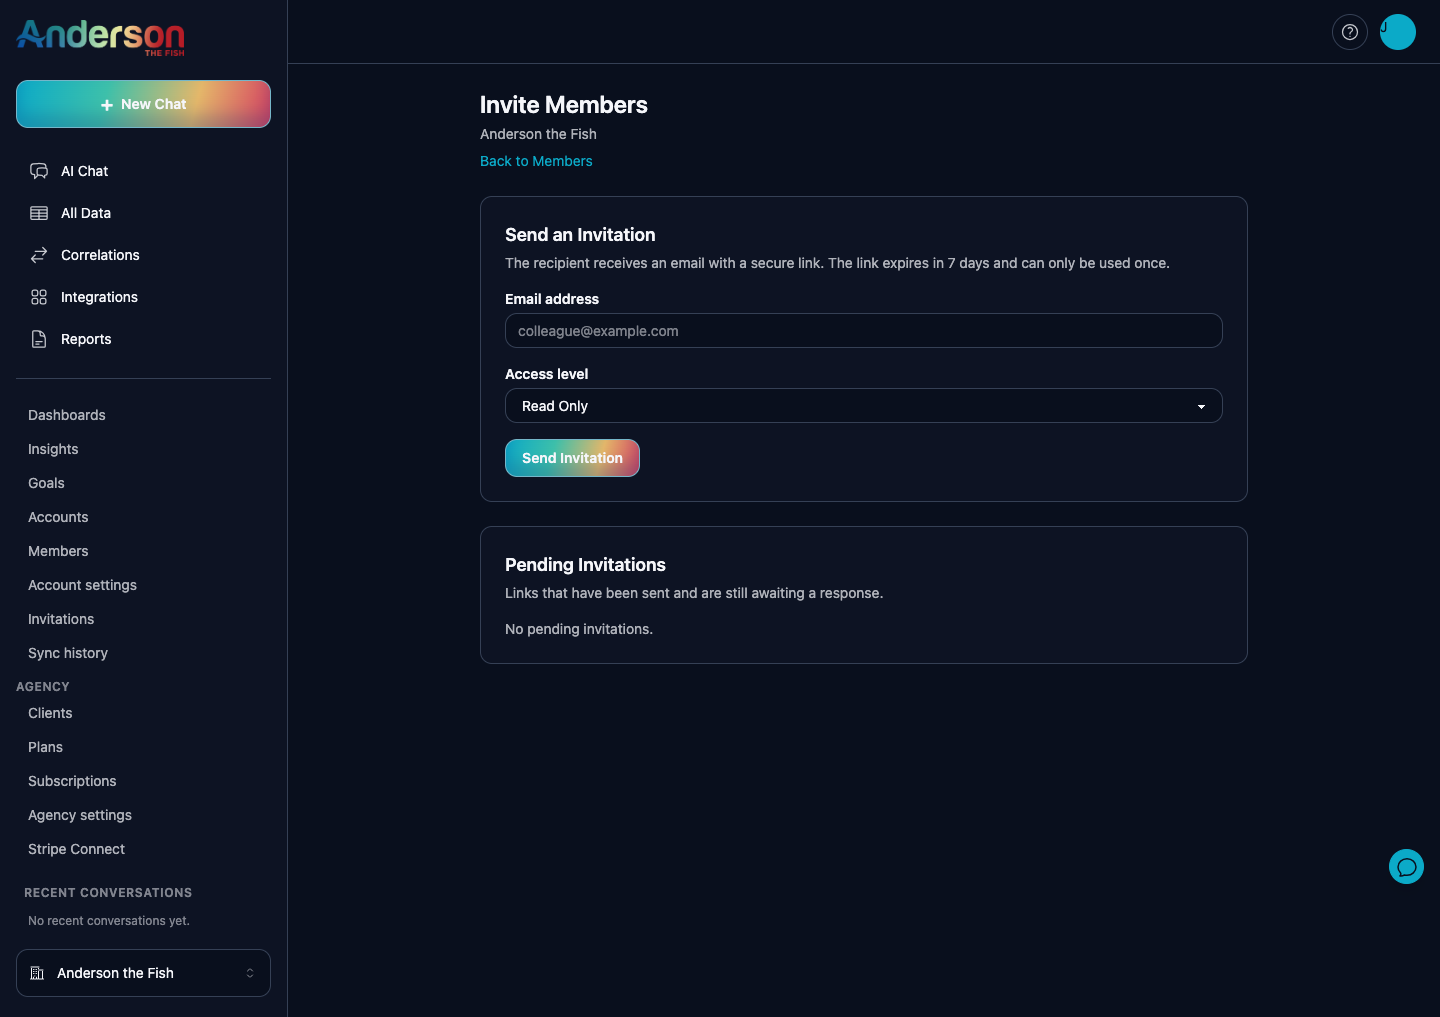 Anderson
THE FISH
New Chat
AI Chat
All Data
Correlations
Integrations
Reports
Dashboards
Insights
Goals
Accounts
Members
Account settings
Invitations
Sync history
AGENCY
Clients
Plans
Subscriptions
Agency settings
Stripe Connect
RECENT CONVERSATIONS
No recent conversations yet.
Anderson the Fish
J
Invite Members
Anderson the Fish
Back to Members
Send an Invitation
The recipient receives an email with a secure link. The link expires in 7 days and can only be used once.
Email address
colleague@example.com
Access level
Read Only
Send Invitation
Pending Invitations
Links that have been sent and are still awaiting a response.
No pending invitations.